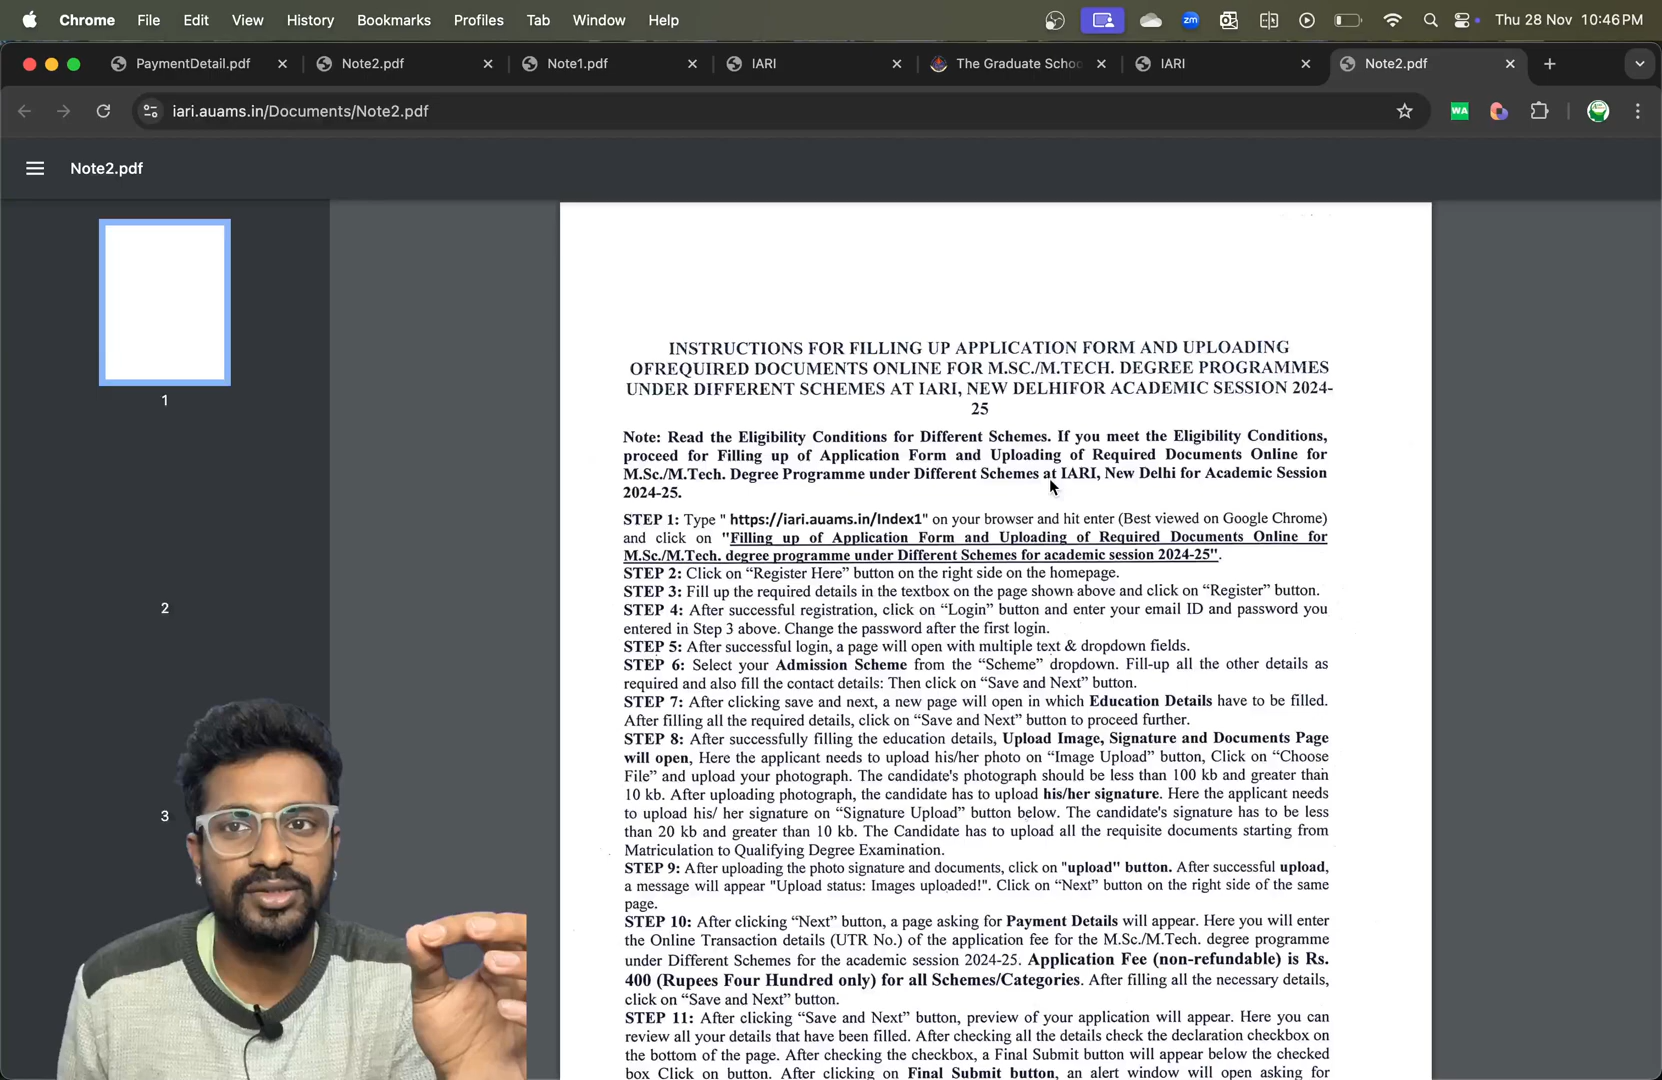 Chrome File Edit View History Bookmarks Profiles Tab Window Help zm Thu 28 Nov 10:46 PM
PaymentDetail.pdf Note2.pdf Note1.pdf IARI The Graduate Schoo IARI Note2.pdf
iari.auams.in/Documents/Note2.pdf WA
Note2.pdf
1
2
3
INSTRUCTIONS FOR FILLING UP APPLICATION FORM AND UPLOADING
OFREQUIRED DOCUMENTS ONLINE FOR M.SC./M.TECH. DEGREE PROGRAMMES
UNDER DIFFERENT SCHEMES AT IARI, NEW DELHIFOR ACADEMIC SESSION 2024-
25
Note: Read the Eligibility Conditions for Different Schemes. If you meet the Eligibility Conditions,
proceed for Filling up of Application Form and Uploading of Required Documents Online for
M.Sc./M.Tech. Degree Programme under Different Schemes at IARI, New Delhi for Academic Session
2024-25.
STEP 1: Type " https://iari.auams.in/Index1" on your browser and hit enter (Best viewed on Google Chrome)
and click on "Filling up of Application Form and Uploading of Required Documents Online for
M.Sc./M.Tech. degree programme under Different Schemes for academic session 2024-25".
STEP 2: Click on “Register Here” button on the right side on the homepage.
STEP 3: Fill up the required details in the textbox on the page shown above and click on “Register” button.
STEP 4: After successful registration, click on “Login” button and enter your email ID and password you
entered in Step 3 above. Change the password after the first login.
STEP 5: After successful login, a page will open with multiple text & dropdown fields.
STEP 6: Select your Admission Scheme from the “Scheme” dropdown. Fill-up all the other details as
required and also fill the contact details: Then click on “Save and Next” button.
STEP 7: After clicking save and next, a new page will open in which Education Details have to be filled.
After filling all the required details, click on “Save and Next” button to proceed further.
STEP 8: After successfully filling the education details, Upload Image, Signature and Documents Page
will open, Here the applicant needs to upload his/her photo on “Image Upload” button, Click on “Choose
File” and upload your photograph. The candidate's photograph should be less than 100 kb and greater than
10 kb. After uploading photograph, the candidate has to upload his/her signature. Here the applicant needs
to upload his/ her signature on “Signature Upload” button below. The candidate's signature has to be less
than 20 kb and greater than 10 kb. The Candidate has to upload all the requisite documents starting from
Matriculation to Qualifying Degree Examination.
STEP 9: After uploading the photo signature and documents, click on "upload" button. After successful upload,
a message will appear "Upload status: Images uploaded!". Click on “Next” button on the right side of the same
page.
STEP 10: After clicking “Next” button, a page asking for Payment Details will appear. Here you will enter
the Online Transaction details (UTR No.) of the application fee for the M.Sc./M.Tech. degree programme
under Different Schemes for the academic session 2024-25. Application Fee (non-refundable) is Rs.
400 (Rupees Four Hundred only) for all Schemes/Categories. After filling all the necessary details,
click on “Save and Next” button.
STEP 11: After clicking “Save and Next” button, preview of your application will appear. Here you can
review all your details that have been filled. After checking all the details check the declaration checkbox on
the bottom of the page. After checking the checkbox, a Final Submit button will appear below the checked
box Click on button. After clicking on Final Submit button, an alert window will open asking for